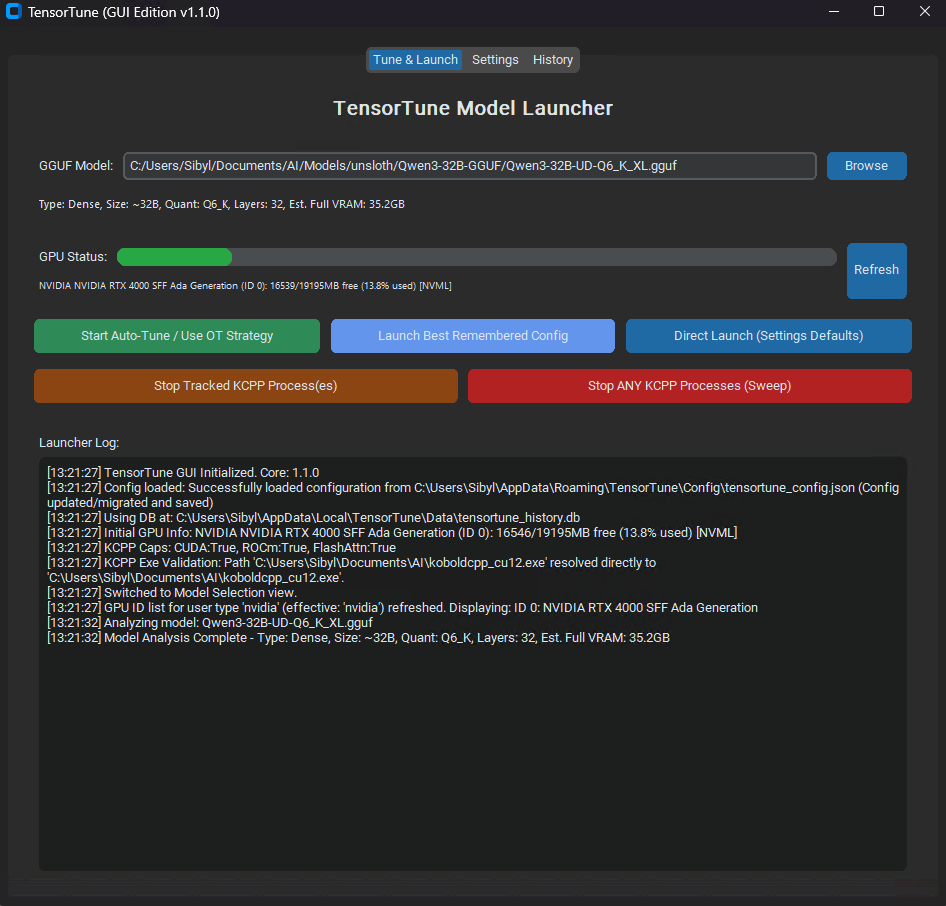 TensorTune (GUI Edition v1.1.0)
Tune & Launch Settings History
TensorTune Model Launcher
GGUF Model: C:/Users/Sibyl/Documents/AI/Models/unsloth/Qwen3-32B-GGUF/Qwen3-32B-UD-Q6_K_XL.gguf Browse
Type: Dense, Size: ~32B, Quant: Q6_K, Layers: 32, Est. Full VRAM: 35.2GB
GPU Status:
Refresh
NVIDIA NVIDIA RTX 4000 SFF Ada Generation (ID 0): 16539/19195MB free (13.8% used) [NVML]
Start Auto-Tune / Use OT Strategy Launch Best Remembered Config Direct Launch (Settings Defaults)
Stop Tracked KCPP Process(es) Stop ANY KCPP Processes (Sweep)
Launcher Log:
[13:21:27] TensorTune GUI Initialized. Core: 1.1.0
[13:21:27] Config loaded: Successfully loaded configuration from C:\Users\Sibyl\AppData\Roaming\TensorTune\Config\tensortune_config.json (Config
updated/migrated and saved)
[13:21:27] Using DB at: C:\Users\Sibyl\AppData\Local\TensorTune\Data\tensortune_history.db
[13:21:27] Initial GPU Info: NVIDIA NVIDIA RTX 4000 SFF Ada Generation (ID 0): 16546/19195MB free (13.8% used) [NVML]
[13:21:27] KCPP Caps: CUDA:True, ROCm:True, FlashAttn:True
[13:21:27] KCPP Exe Validation: Path 'C:\Users\Sibyl\Documents\AI\koboldcpp_cu12.exe' resolved directly to
'C:\Users\Sibyl\Documents\AI\koboldcpp_cu12.exe'.
[13:21:27] Switched to Model Selection view.
[13:21:27] GPU ID list for user type 'nvidia' (effective: 'nvidia') refreshed. Displaying: ID 0: NVIDIA RTX 4000 SFF Ada Generation
[13:21:32] Analyzing model: Qwen3-32B-UD-Q6_K_XL.gguf
[13:21:32] Model Analysis Complete - Type: Dense, Size: ~32B, Quant: Q6_K, Layers: 32, Est. Full VRAM: 35.2GB